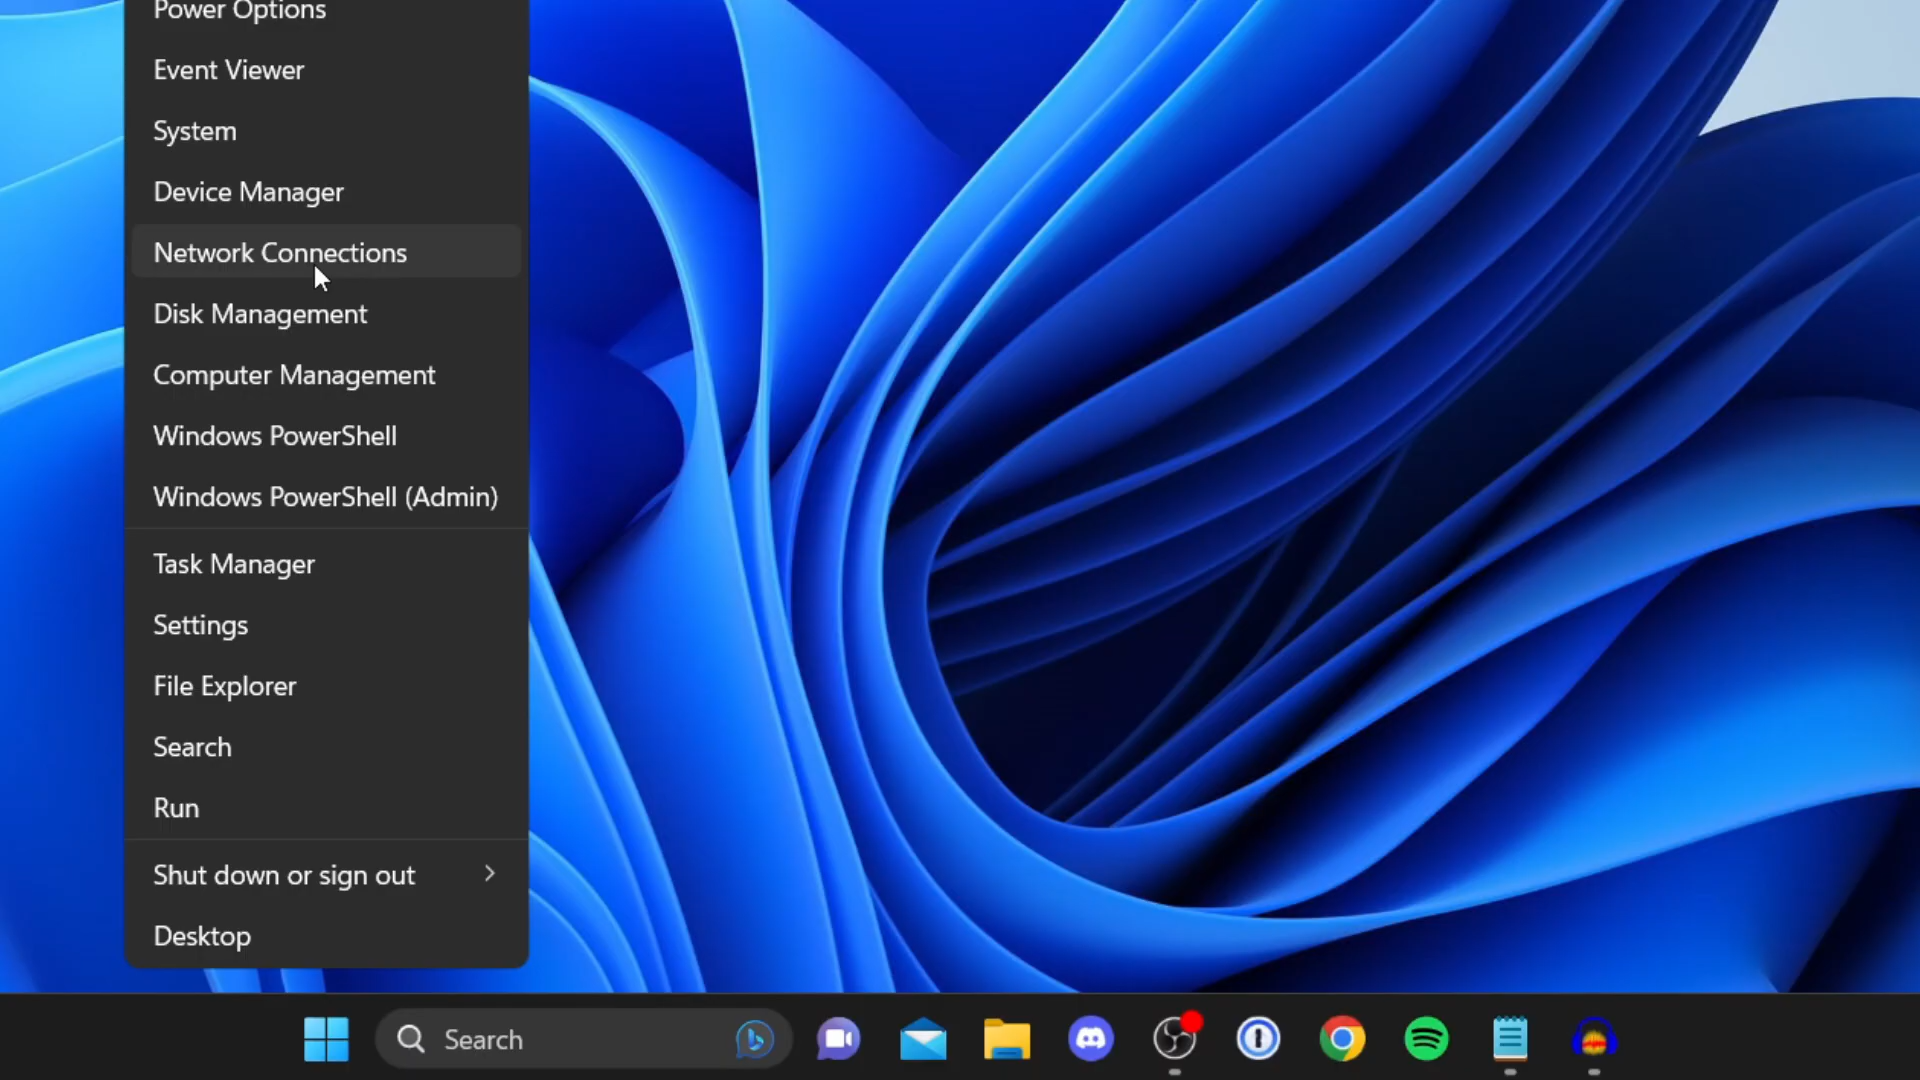 Power Options
Event Viewer
System
Device Manager
Network Connections
Disk Management
Computer Management
Windows PowerShell
Windows PowerShell (Admin)
Task Manager
Settings
File Explorer
Search
Run
Shut down or sign out
Desktop
Search